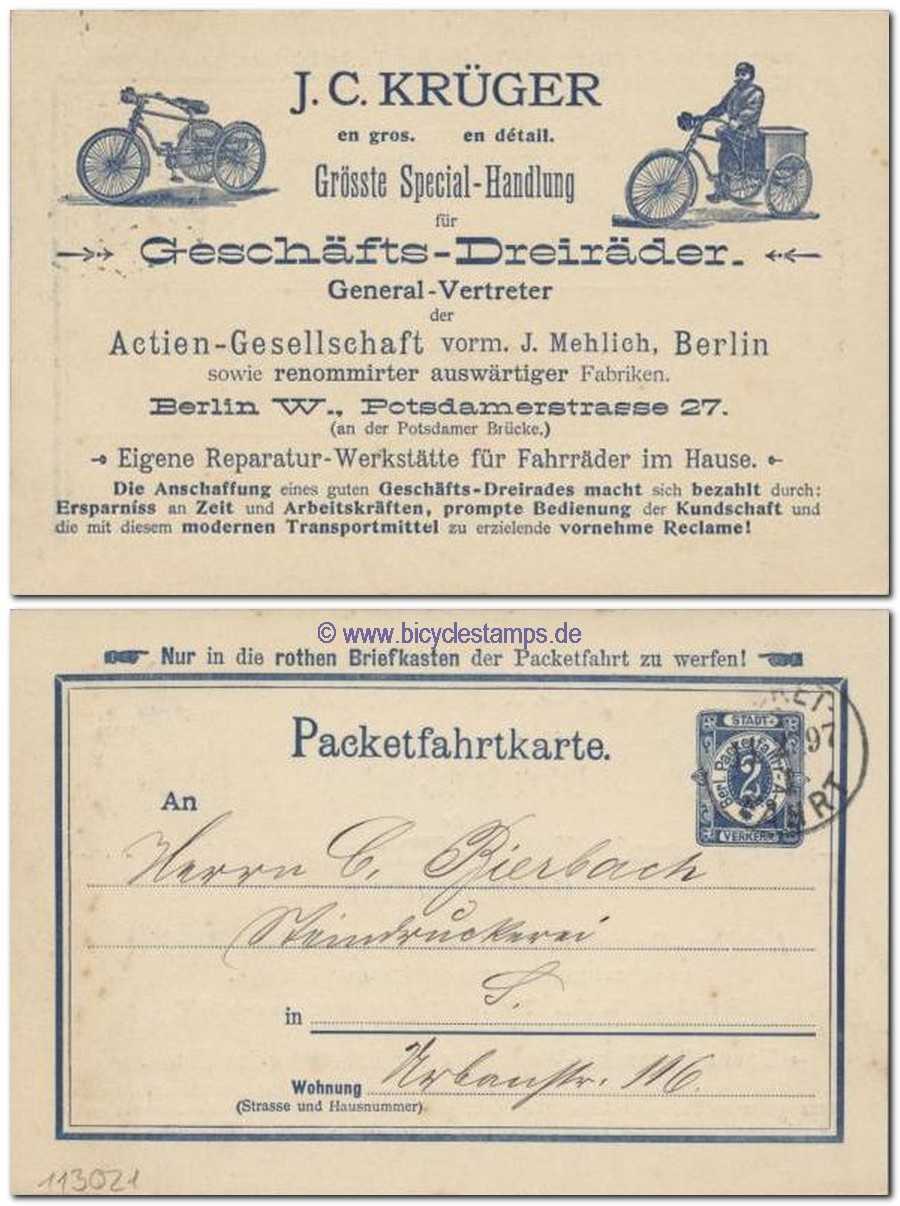 J. C. KRÜGER
en gros. en détail.
Grösste Special-Handlung
für
Geschäfts-Dreiräder.
General-Vertreter
der
Actien-Gesellschaft vorm. J. Mehlich, Berlin
sowie renommirter auswärtiger Fabriken.
Berlin W., Potsdamerstrasse 27.
(an der Potsdamer Brücke.)
Eigene Reparatur-Werkstätte für Fahrräder im Hause.
Die Anschaffung eines guten Geschäfts-Dreirades macht sich bezahlt durch:
Ersparniss an Zeit und Arbeitskräften, prompte Bedienung der Kundschaft und
die mit diesem modernen Transportmittel zu erzielende vornehme Reclame!
© www.bicyclestamps.de
Nur in die rothen Briefkasten der Packetfahrt zu werfen!
Packetfahrtkarte.
STADT-
Berl. Packetfahrt-A.
2
VERKEHR
97
An
Herrn C. Bierbach
Steindruckerei
S.
in
Urbanstr. 116.
Wohnung
(Strasse und Hausnummer)
113021